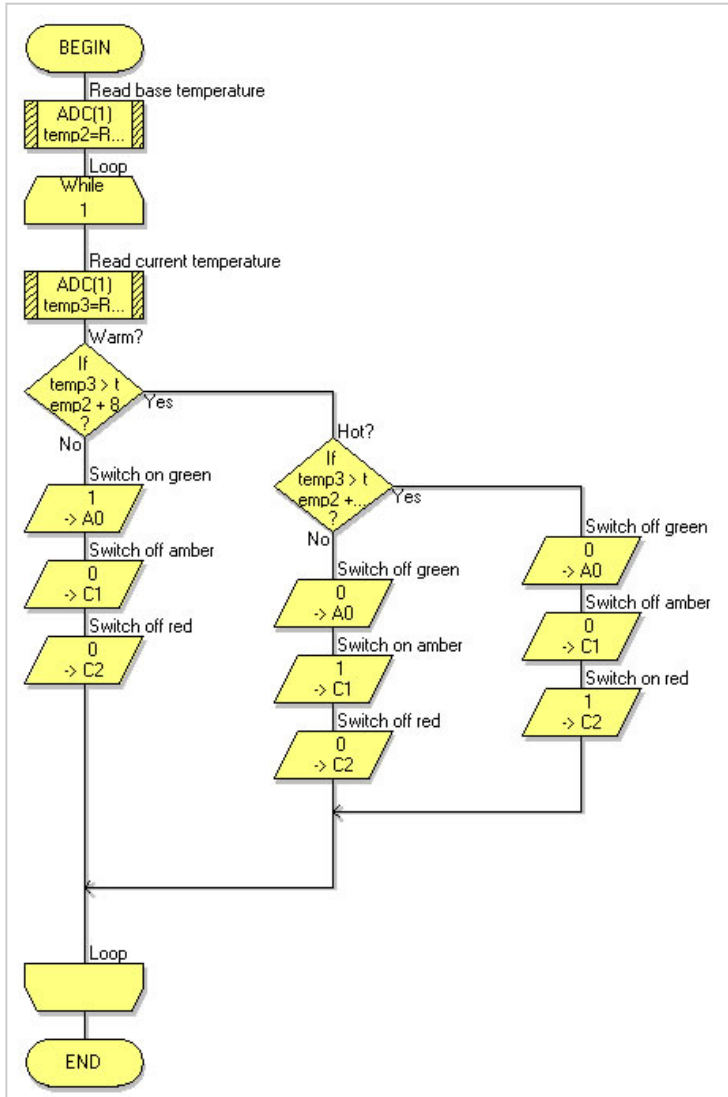 BEGIN
Read base temperature
ADC(1)
temp2=R...
Loop
While
1
Read current temperature
ADC(1)
temp3=R...
Warm?
If
temp3 > t
emp2 + 8
?
Yes
No
Switch on green
1
-> A0
Switch off amber
0
-> C1
Switch off red
0
-> C2
Hot?
If
temp3 > t
emp2 +...
?
Yes
No
Switch off green
0
-> A0
Switch on amber
1
-> C1
Switch off red
0
-> C2
Switch off green
0
-> A0
Switch off amber
0
-> C1
Switch on red
1
-> C2
Loop
END